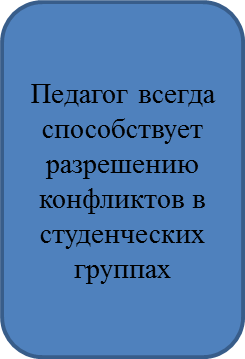 Педагог всегда
способствует
разрешению
конфликтов в
студенческих
группах